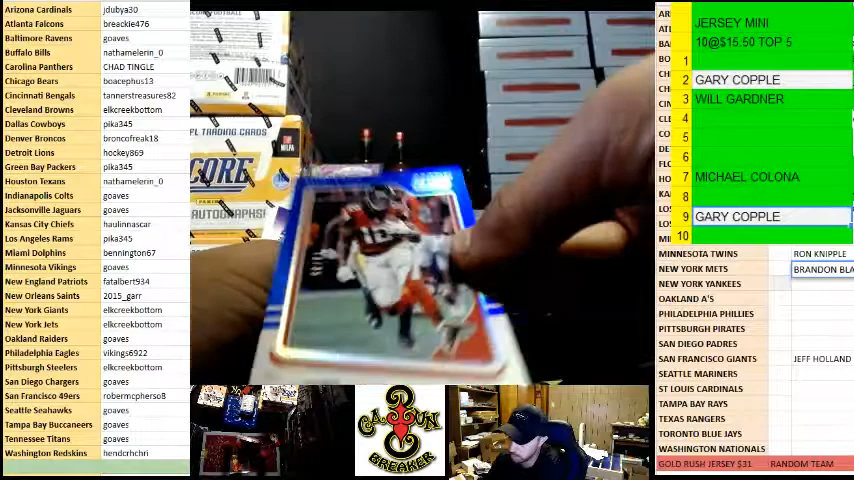 Arizona Cardinals jdubya30
Atlanta Falcons breackie476
Baltimore Ravens goaves
Buffalo Bills nathamelerin_0
Carolina Panthers CHAD TINGLE
Chicago Bears boacephus13
Cincinnati Bengals tannerstreasures82
Cleveland Browns elkcreekbottom
Dallas Cowboys pika345
Denver Broncos broncofreak18
Detroit Lions hockey869
Green Bay Packers pika345
Houston Texans nathamelerin_0
Indianapolis Colts goaves
Jacksonville Jaguars goaves
Kansas City Chiefs haulinnascar
Los Angeles Rams pika345
Miami Dolphins bennington67
Minnesota Vikings goaves
New England Patriots fatalbert934
New Orleans Saints 2015_garr
New York Giants elkcreekbottom
New York Jets elkcreekbottom
Oakland Raiders goaves
Philadelphia Eagles vikings6922
Pittsburgh Steelers elkcreekbottom
San Diego Chargers goaves
San Francisco 49ers robermcpherso8
Seattle Seahawks goaves
Tampa Bay Buccaneers goaves
Tennessee Titans goaves
Washington Redskins hendcrhchri
FL TRADING CARDS
CORE
AUTOGRAPHS
CAJUN
BREAKER
JERSEY MINI
10@$15.50 TOP 5
1
2 GARY COPPLE
3 WILL GARDNER
4
5
6
7 MICHAEL COLONA
8
9 GARY COPPLE
10
MINNESOTA TWINS RON KNIPPLE
NEW YORK METS BRANDON BLA
NEW YORK YANKEES
OAKLAND A'S
PHILADELPHIA PHILLIES
PITTSBURGH PIRATES
SAN DIEGO PADRES
SAN FRANCISCO GIANTS JEFF HOLLAND
SEATTLE MARINERS
ST LOUIS CARDINALS
TAMPA BAY RAYS
TEXAS RANGERS
TORONTO BLUE JAYS
WASHINGTON NATIONALS
GOLD RUSH JERSEY $31 RANDOM TEAM